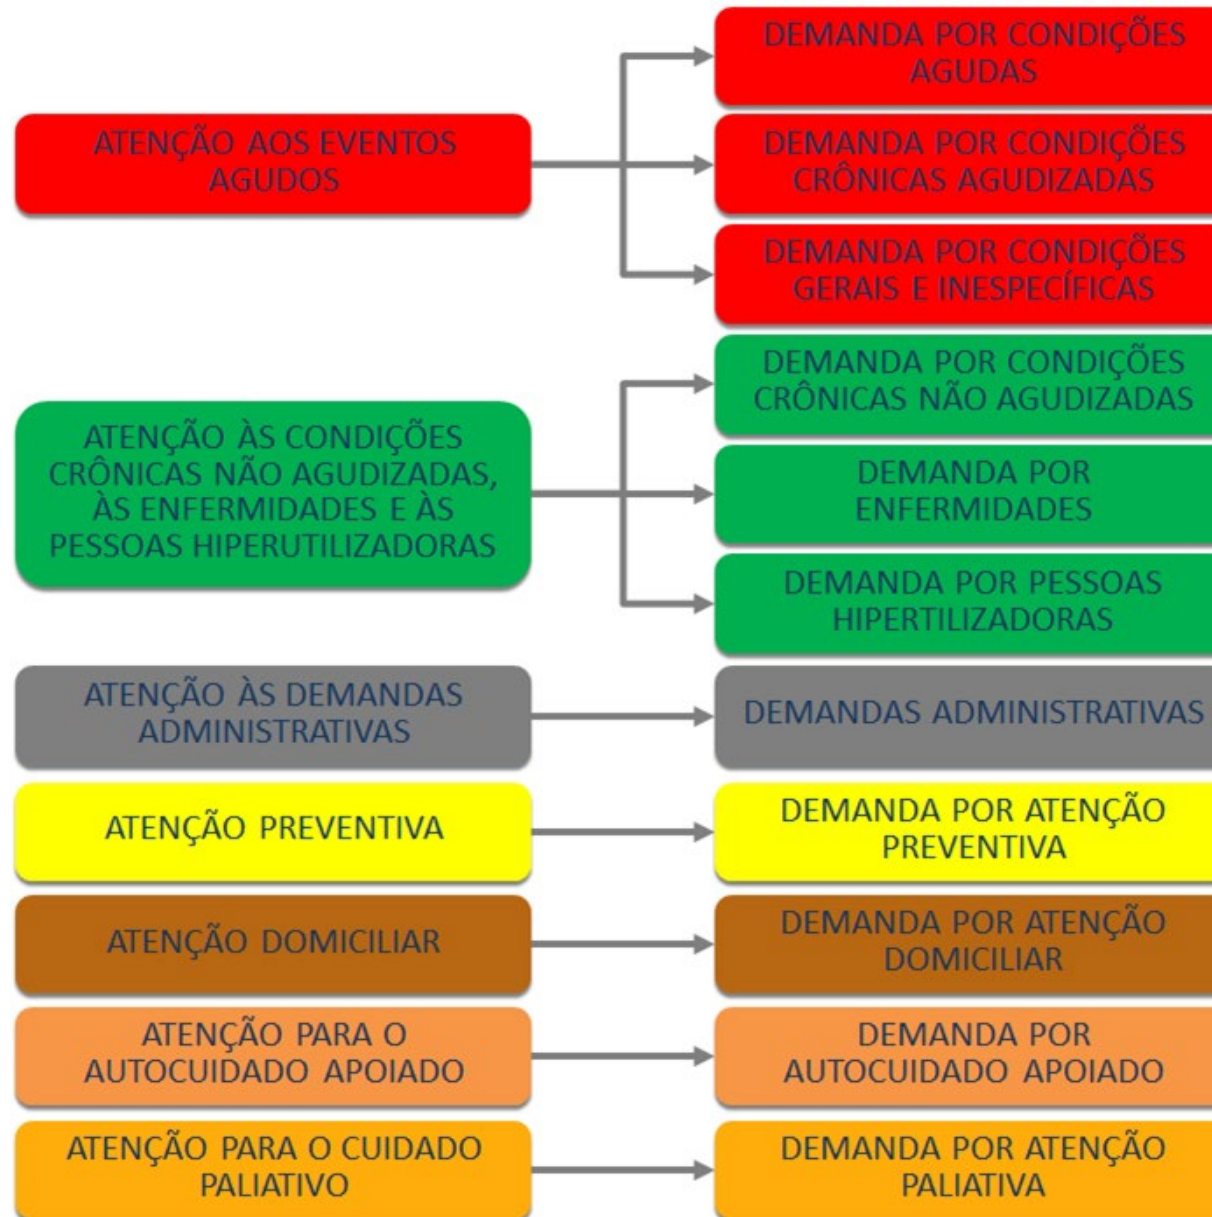 DEMANDA POR CONDIÇÕES
AGUDAS
ATENÇÃO AOS EVENTOS
AGUDOS
DEMANDA POR CONDIÇÕES
CRÔNICAS AGUDIZADAS
DEMANDA POR CONDIÇÕES
GERAIS E INESPECÍFICAS
ATENÇÃO ÀS CONDIÇÕES
CRÔNICAS NÃO AGUDIZADAS,
ÀS ENFERMIDADES E ÀS
PESSOAS HIPERUTILIZADORAS
DEMANDA POR CONDIÇÕES
CRÔNICAS NÃO AGUDIZADAS
DEMANDA POR
ENFERMIDADES
DEMANDA POR PESSOAS
HIPERTILIZADORAS
ATENÇÃO ÀS DEMANDAS
ADMINISTRATIVAS
DEMANDAS ADMINISTRATIVAS
ATENÇÃO PREVENTIVA
DEMANDA POR ATENÇÃO
PREVENTIVA
ATENÇÃO DOMICILIAR
DEMANDA POR ATENÇÃO
DOMICILIAR
ATENÇÃO PARA O
AUTOCUIDADO APOIADO
DEMANDA POR
AUTOCUIDADO APOIADO
ATENÇÃO PARA O CUIDADO
PALIATIVO
DEMANDA POR ATENÇÃO
PALIATIVA